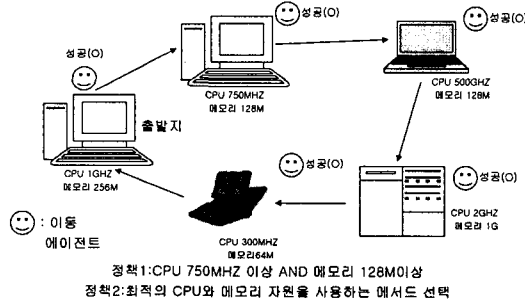 성공(O)
성공(O)
성공(O)
CPU 750MHZ
메모리 128M
CPU 500GHZ
메모리 128M
출발지
CPU 1GHZ
메모리 256M
성공(O)
성공(O)
CPU 2GHZ
메모리 1G
: 이동
에이전트
CPU 300MHZ
메모리64M
정책1:CPU 750MHZ 이상 AND 메모리 128M이상
정책2:최적의 CPU와 메모리 자원을 사용하는 메서드 선택